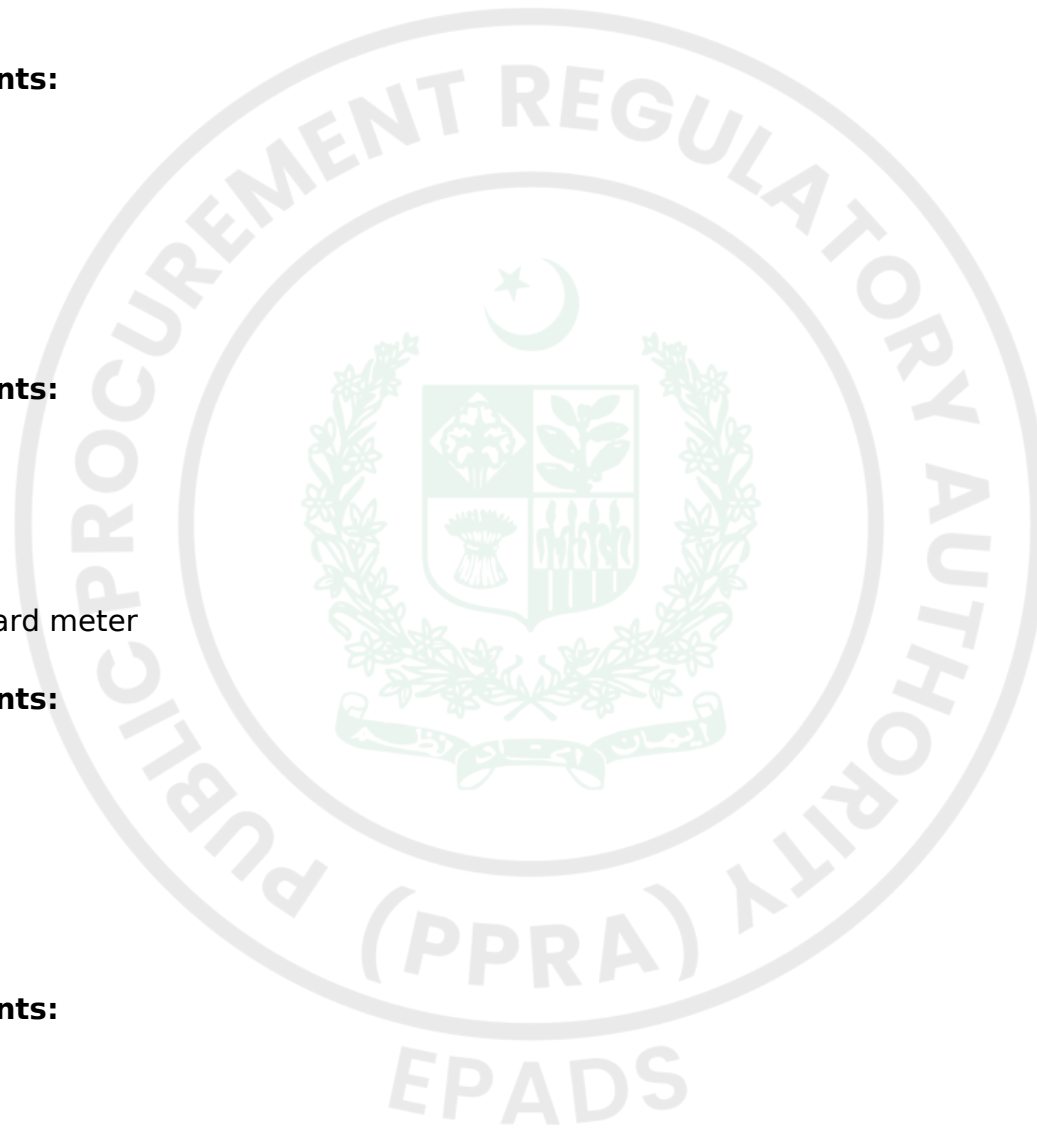 nts:
PUBLIC PROCUREMENT REGULATORY AUTHORITY
nts:
ard meter
nts:
(PPRA)
nts:
EPADS